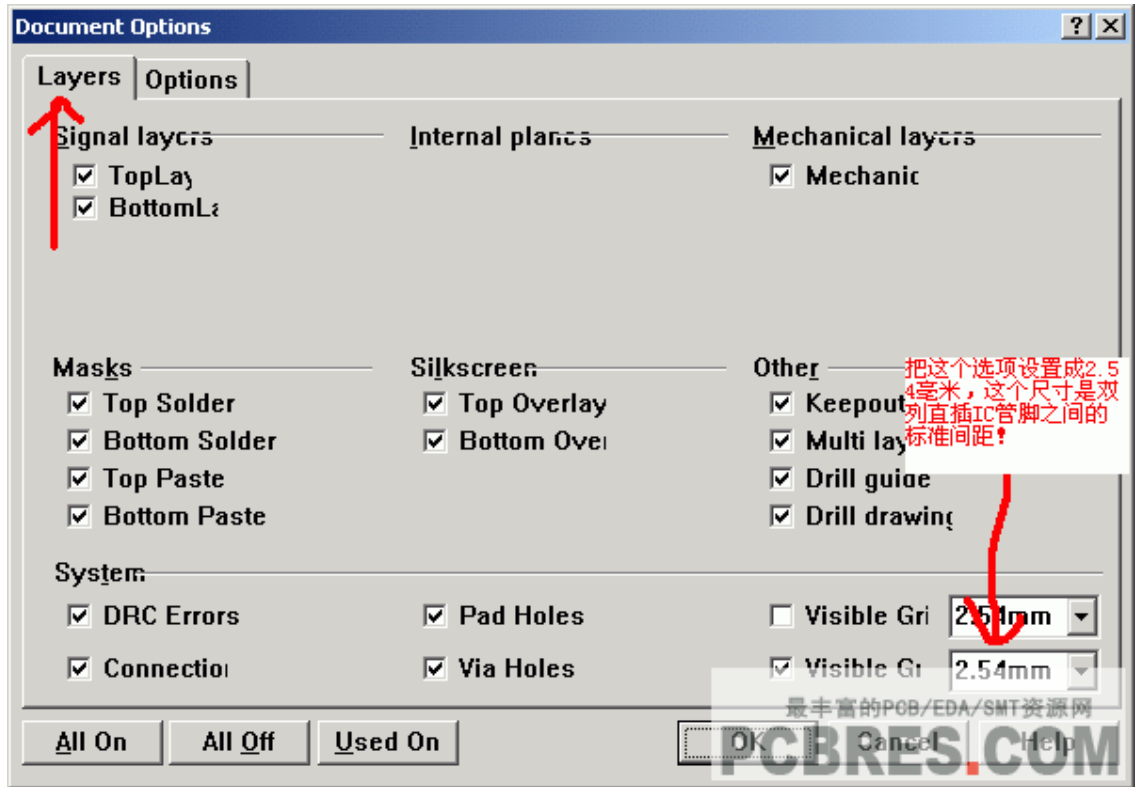 Document Options
Layers Options
Signal layers Internal planes Mechanical layers
TopLay Mechanic
BottomLa
Masks Silkscreen Other
把这个选项设置成2.5
4毫米，这个尺寸是双
列直插IC管脚之间的
标准间距！
Top Solder Top Overlay Keepout
Bottom Solder Bottom Over Multi lay
Top Paste Drill guide
Bottom Paste Drill drawing
System
DRC Errors Pad Holes Visible Gri 2.54mm
Connection Via Holes Visible Gr 2.54mm
最丰富的PCB/EDA/SMT资源网
All On All Off Used On OK Cancel Help
PCBRES.COM